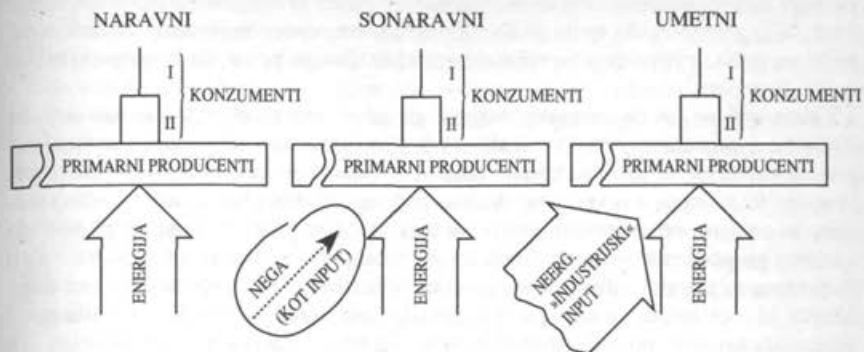 NARAVNI
I
II
KONZUMENTI
PRIMARNI PRODUCENTI
ENERGIJA
SONARAVNI
I
II
KONZUMENTI
PRIMARNI PRODUCENTI
NEGA
(KOT INPUT)
ENERGIJA
UMETNI
I
II
KONZUMENTI
PRIMARNI PRODUCENTI
NEERG.
»INDUSTRIJSKI«
INPUT
ENERGIJA